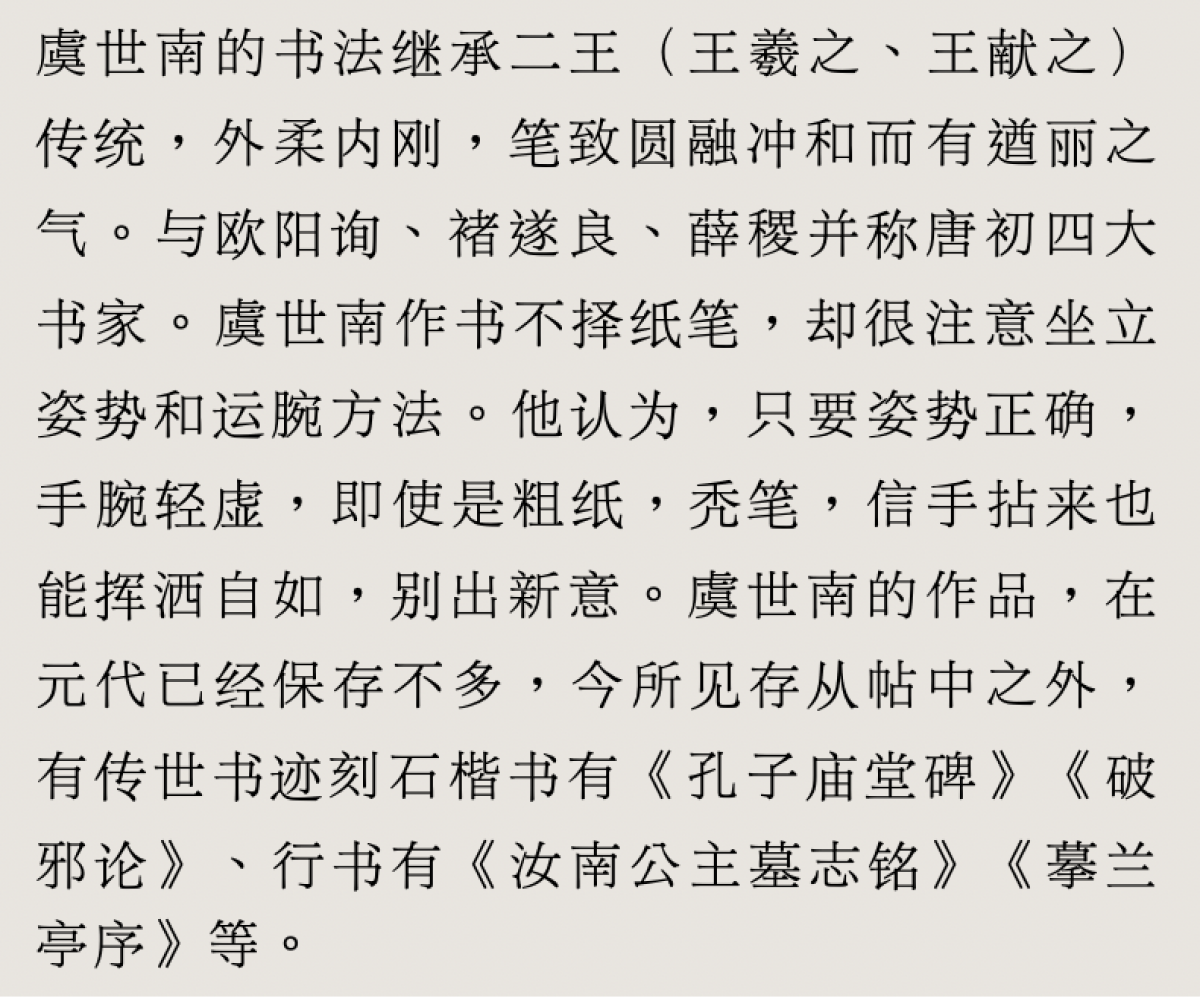 虞世南的书法继承二王（王羲之、王献之）
传统，外柔内刚，笔致圆融冲和而有遒丽之
气。与欧阳询、褚遂良、薛稷并称唐初四大
书家。虞世南作书不择纸笔，却很注意坐立
姿势和运腕方法。他认为，只要姿势正确，
手腕轻虚，即使是粗纸，秃笔，信手拈来也
能挥洒自如，别出新意。虞世南的作品，在
元代已经保存不多，今所见存从帖中之外，
有传世书迹刻石楷书有《孔子庙堂碑》《破
邪论》、行书有《汝南公主墓志铭》《摹兰
亭序》等。